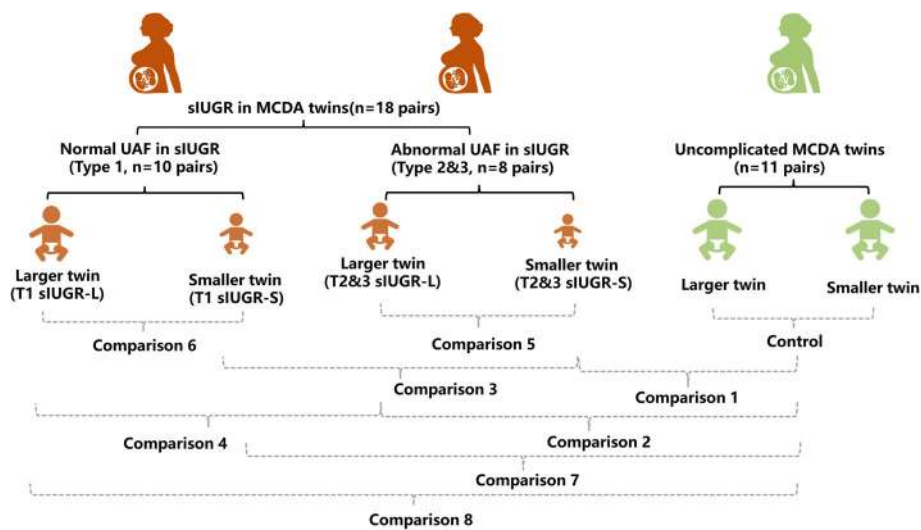 sIUGR in MCDA twins(n=18 pairs)
Normal UAF in sIUGR
(Type 1, n=10 pairs)
Abnormal UAF in sIUGR
(Type 2&3, n=8 pairs)
Uncomplicated MCDA twins
(n=11 pairs)
Larger twin
(T1 sIUGR-L)
Smaller twin
(T1 sIUGR-S)
Larger twin
(T2&3 sIUGR-L)
Smaller twin
(T2&3 sIUGR-S)
Larger twin
Smaller twin
Comparison 6
Comparison 5
Control
Comparison 3
Comparison 1
Comparison 4
Comparison 2
Comparison 7
Comparison 8